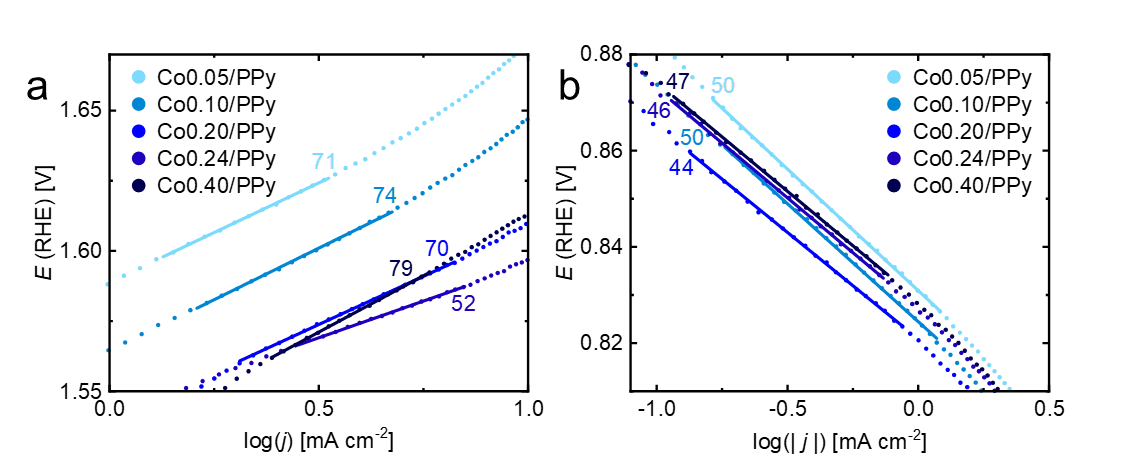 a
Co0.05/PPy
Co0.10/PPy
Co0.20/PPy
Co0.24/PPy
Co0.40/PPy
71
74
70
79
52
1.65
1.60
1.55
E (RHE) [V]
0.0
0.5
1.0
log(j) [mA cm-2]
b
Co0.05/PPy
Co0.10/PPy
Co0.20/PPy
Co0.24/PPy
Co0.40/PPy
47
50
46
50
44
0.88
0.86
0.84
0.82
E (RHE) [V]
-1.0
-0.5
0.0
0.5
log(| j |) [mA cm-2]